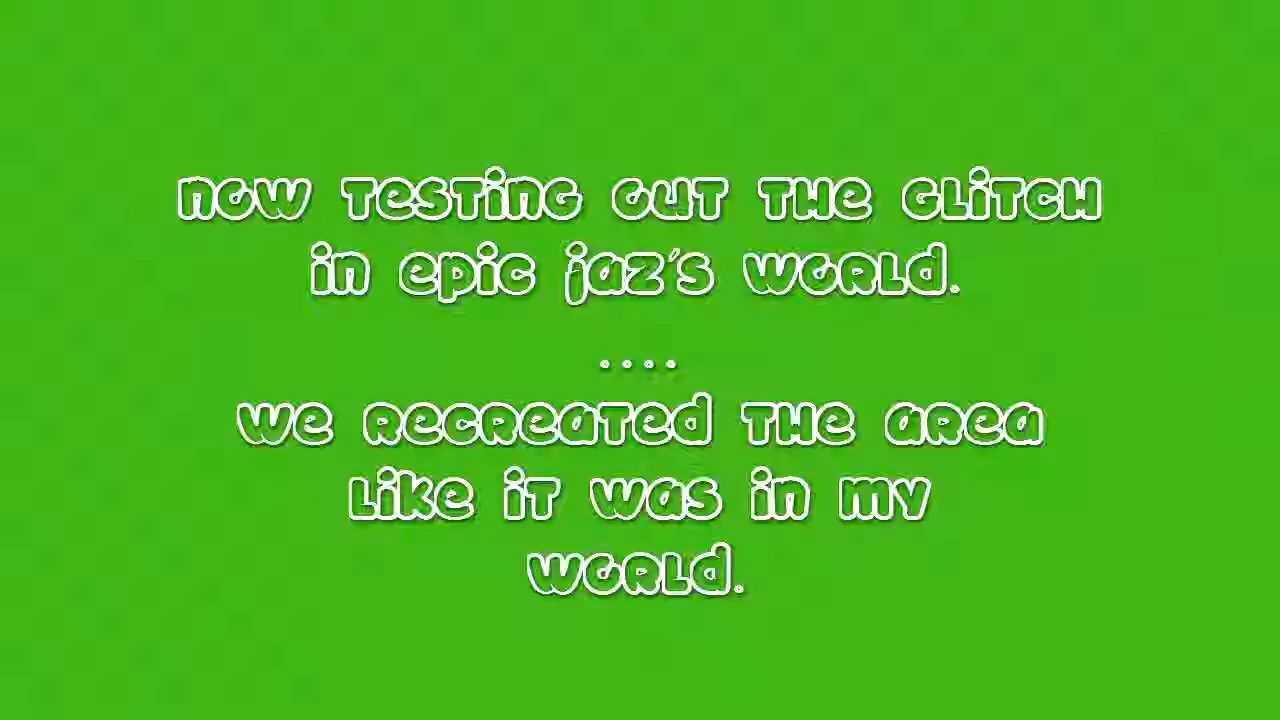 now testing out the glitch
in epic jaz's world.
....
we recreated the area
like it was in my
world.